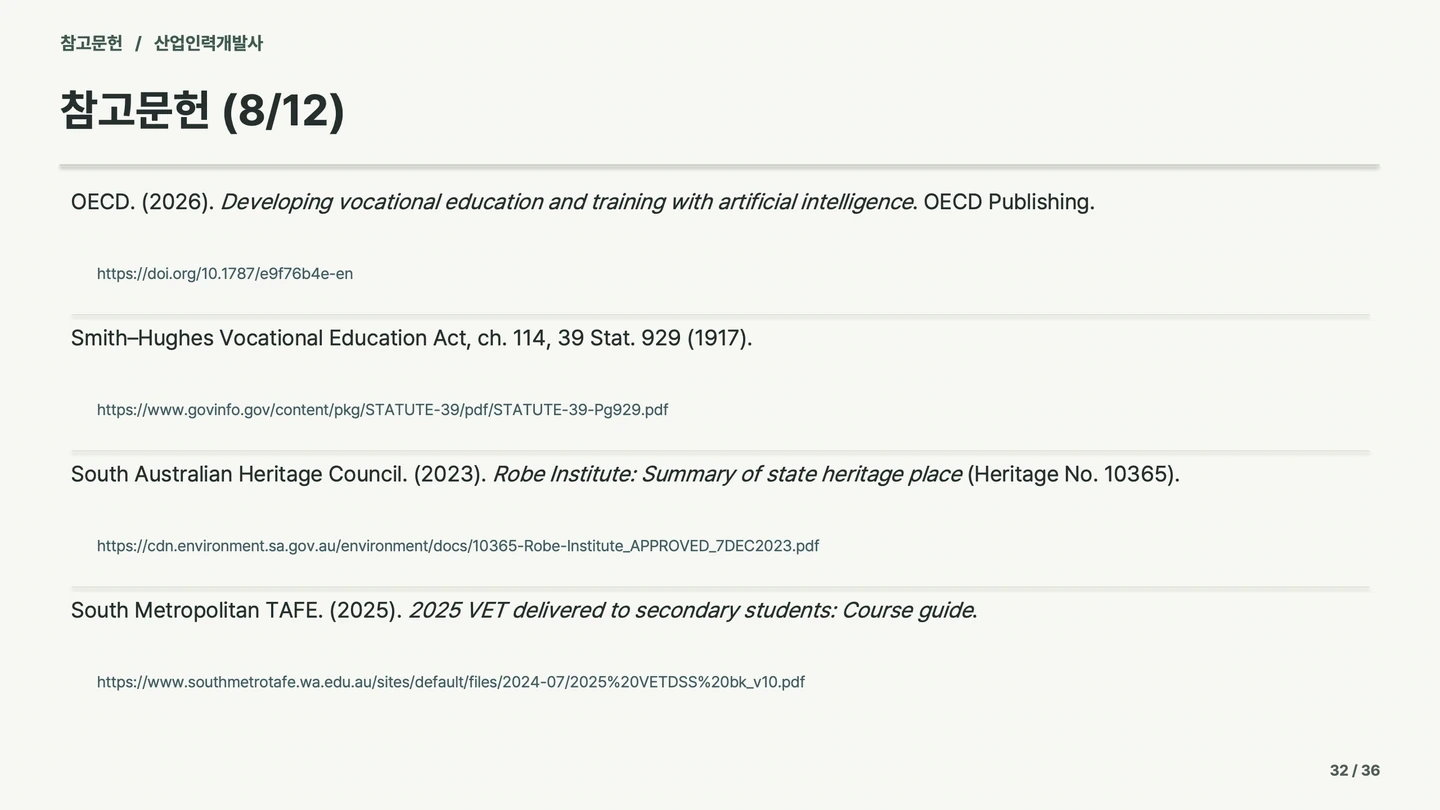 참고문헌 / 산업인력개발사
참고문헌 (8/12)
OECD. (2026). Developing vocational education and training with artificial intelligence. OECD Publishing.
https://doi.org/10.1787/e9f76b4e-en
Smith–Hughes Vocational Education Act, ch. 114, 39 Stat. 929 (1917).
https://www.govinfo.gov/content/pkg/STATUTE-39/pdf/STATUTE-39-Pg929.pdf
South Australian Heritage Council. (2023). Robe Institute: Summary of state heritage place (Heritage No. 10365).
https://cdn.environment.sa.gov.au/environment/docs/10365-Robe-Institute_APPROVED_7DEC2023.pdf
South Metropolitan TAFE. (2025). 2025 VET delivered to secondary students: Course guide.
https://www.southmetrotafe.wa.edu.au/sites/default/files/2024-07/2025%20VETDSS%20bk_v10.pdf
32 / 36